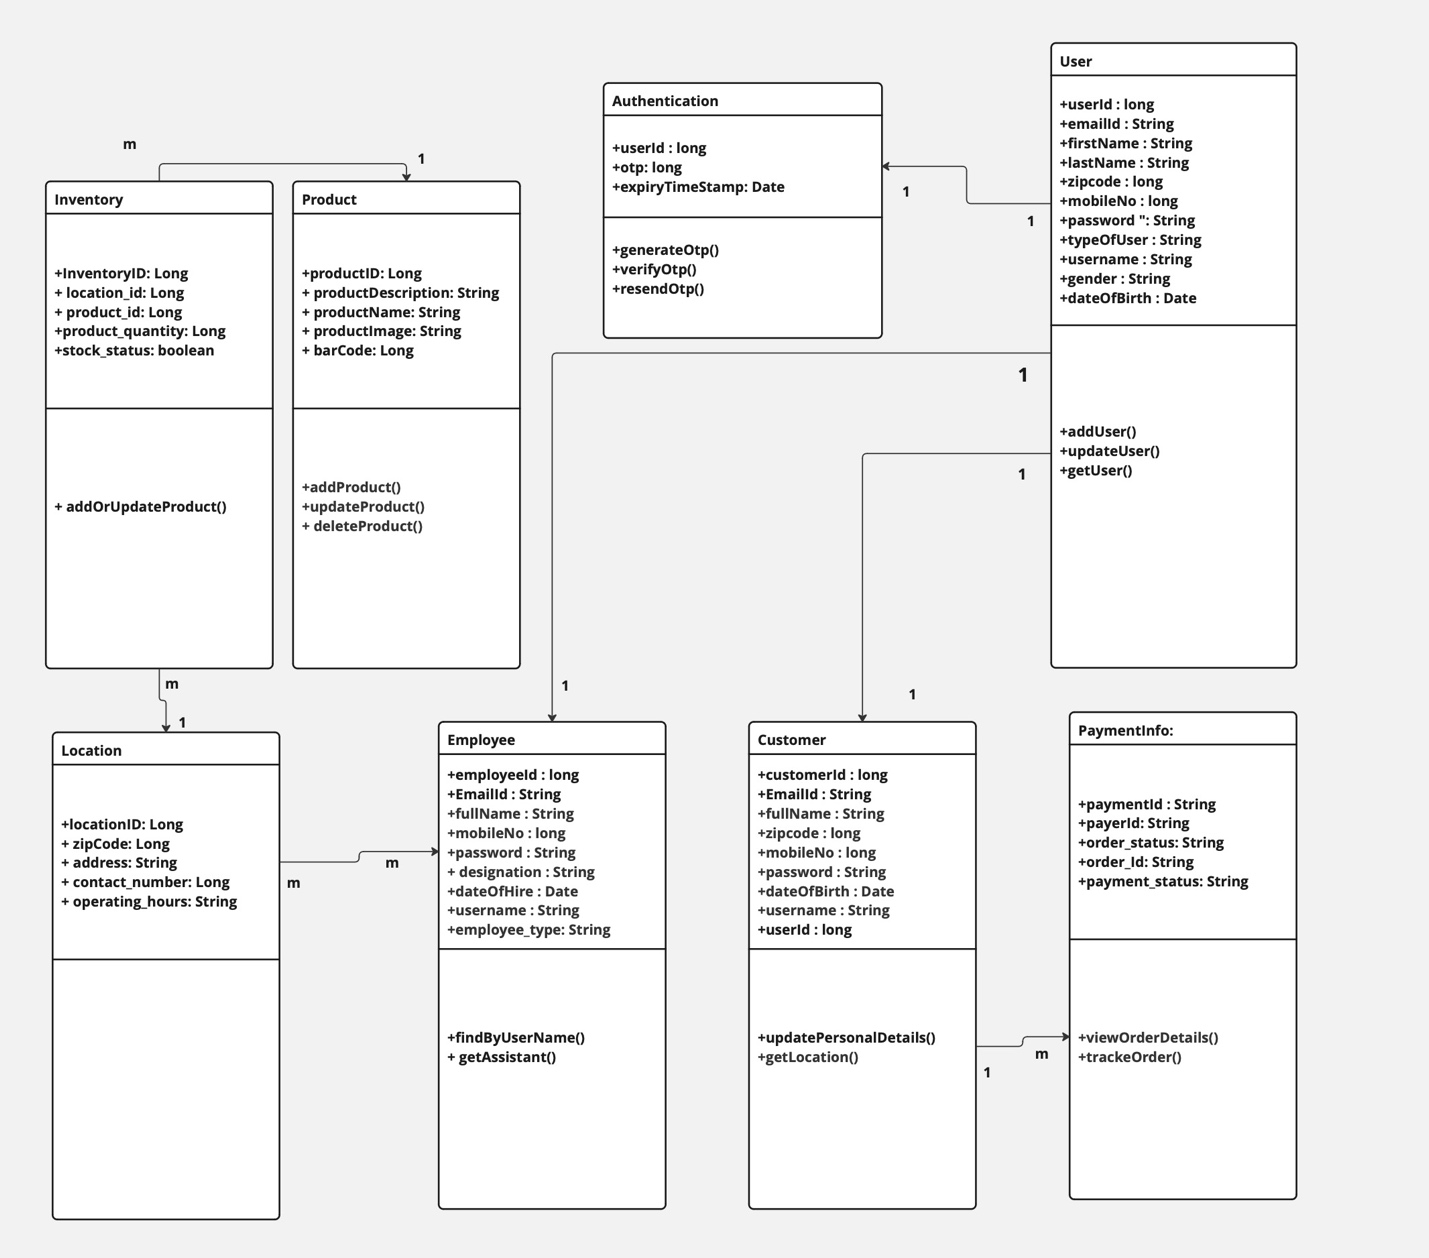 User
+userId : long
+emailId : String
+firstName : String
+lastName : String
+zipcode : long
+mobileNo : long
+password ": String
+typeOfUser : String
+username : String
+gender : String
+dateOfBirth : Date
+addUser()
+updateUser()
+getUser()
Authentication
+userId : long
+otp: long
+expiryTimeStamp: Date
+generateOtp()
+verifyOtp()
+resendOtp()
1
1
m
1
Inventory
+InventoryID: Long
+ location_id: Long
+ product_id: Long
+product_quantity: Long
+stock_status: boolean
+ addOrUpdateProduct()
Product
+productID: Long
+ productDescription: String
+ productName: String
+ productImage: String
+ barCode: Long
+addProduct()
+updateProduct()
+ deleteProduct()
1
1
m
1
1
1
Location
+locationID: Long
+ zipCode: Long
+ address: String
+ contact_number: Long
+ operating_hours: String
m
m
Employee
+employeeId : long
+EmailId : String
+fullName : String
+mobileNo : long
+password : String
+ designation : String
+dateOfHire : Date
+username : String
+employee_type: String
+findByUserName()
+ getAssistant()
Customer
+customerId : long
+EmailId : String
+fullName : String
+zipcode : long
+mobileNo : long
+password : String
+dateOfBirth : Date
+username : String
+userId : long
+updatePersonalDetails()
+getLocation()
1
m
PaymentInfo:
+paymentId : String
+payerId: String
+order_status: String
+order_Id: String
+payment_status: String
+viewOrderDetails()
+trackeOrder()